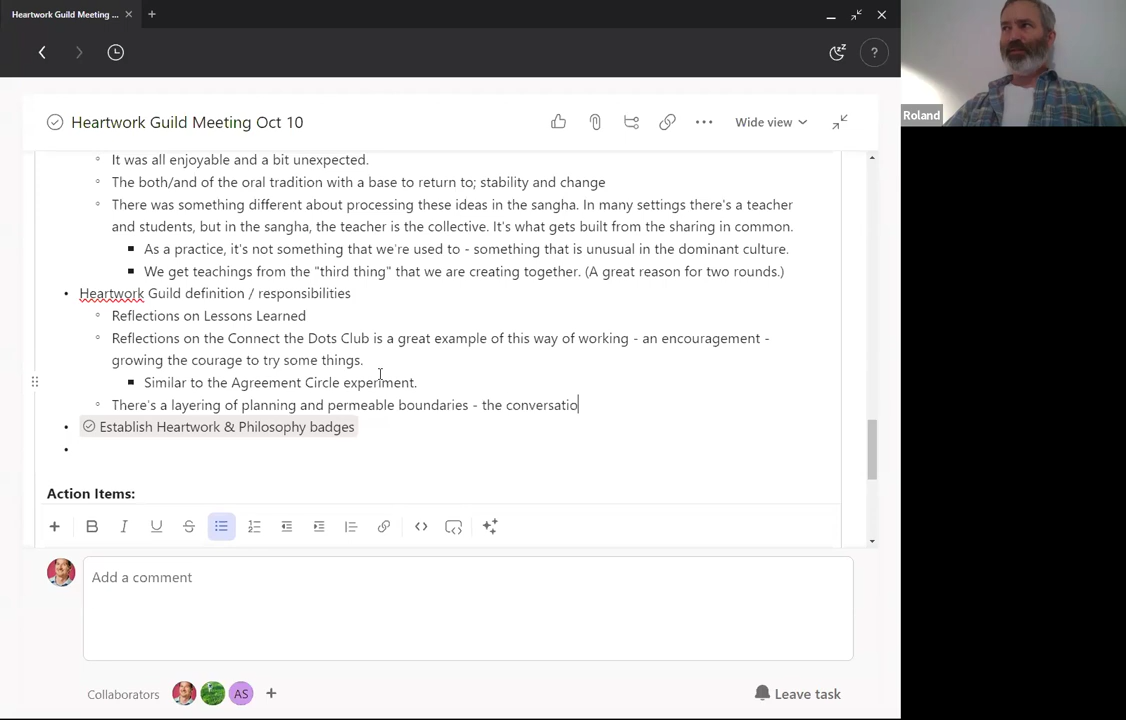 Heartwork Guild Meeting ...
Roland
Heartwork Guild Meeting Oct 10
Wide view
It was all enjoyable and a bit unexpected.
The both/and of the oral tradition with a base to return to; stability and change
There was something different about processing these ideas in the sangha. In many settings there's a teacher
and students, but in the sangha, the teacher is the collective. It's what gets built from the sharing in common.
As a practice, it's not something that we're used to - something that is unusual in the dominant culture.
We get teachings from the "third thing" that we are creating together. (A great reason for two rounds.)
Heartwork Guild definition / responsibilities
Reflections on Lessons Learned
Reflections on the Connect the Dots Club is a great example of this way of working - an encouragement -
growing the courage to try some things.
Similar to the Agreement Circle experiment.
There's a layering of planning and permeable boundaries - the conversatio
Establish Heartwork & Philosophy badges
Action Items:
Add a comment
Collaborators
AS
Leave task